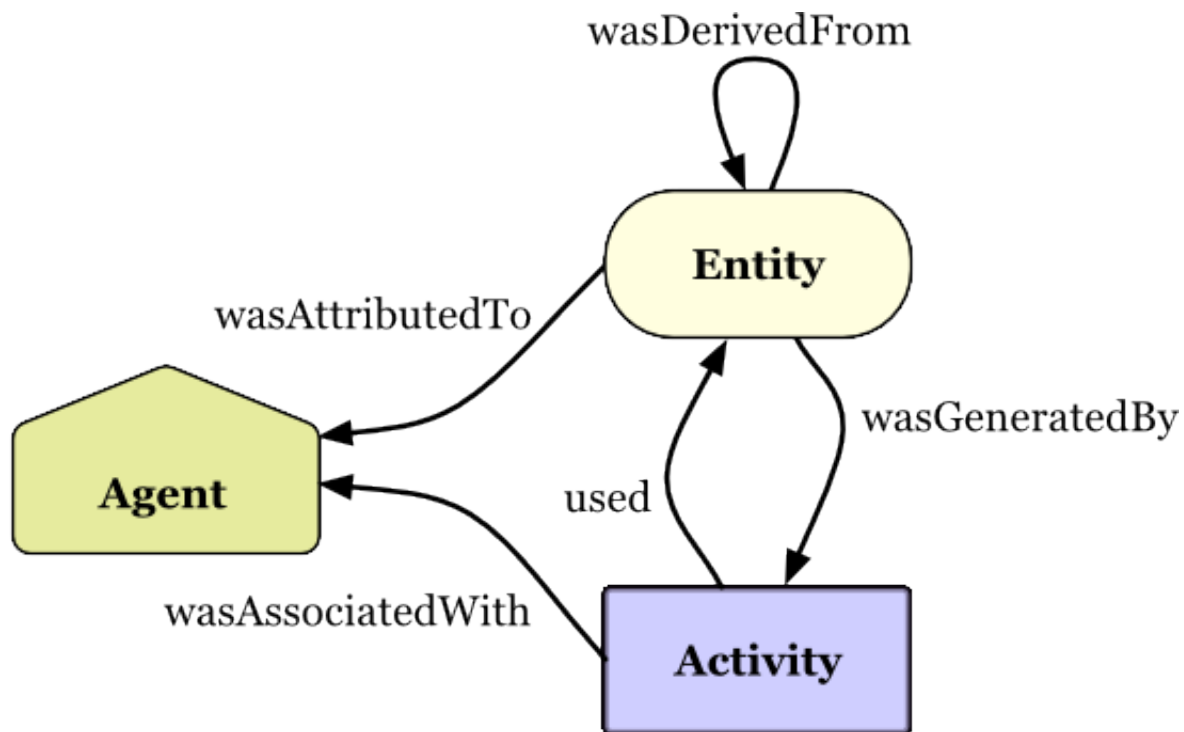 wasDerivedFrom
Entity
wasAttributedTo
wasGeneratedBy
Agent
used
wasAssociatedWith
Activity